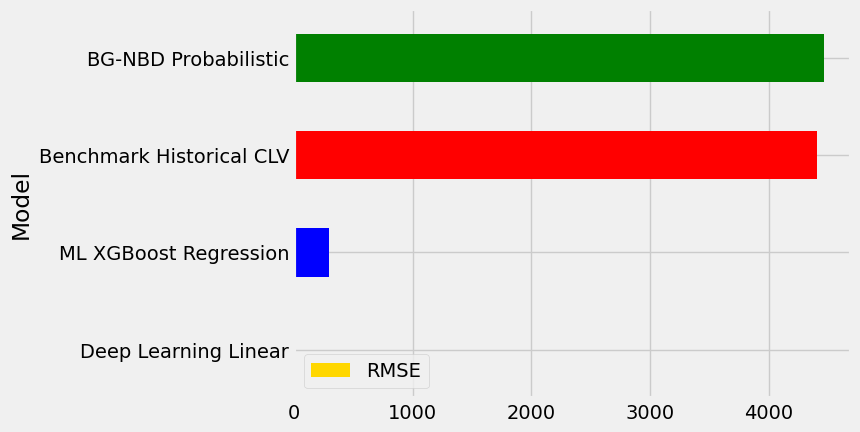 BG-NBD Probabilistic
Benchmark Historical CLV
ML XGBoost Regression
Deep Learning Linear
Model
RMSE
0 1000 2000 3000 4000